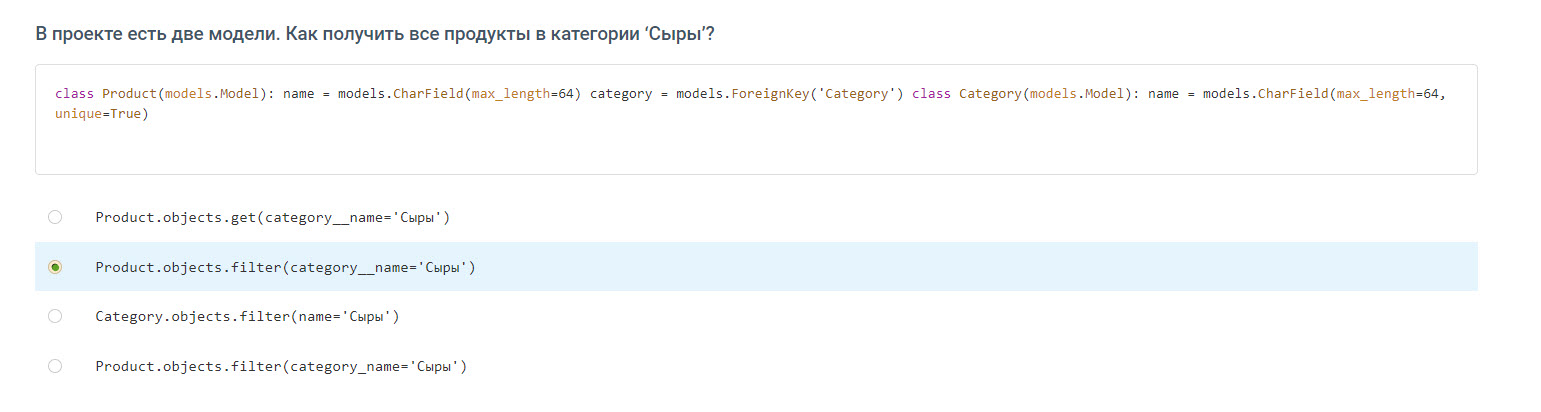 В проекте есть две модели. Как получить все продукты в категории ‘Сыры’?
class Product(models.Model): name = models.CharField(max_length=64) category = models.ForeignKey('Category') class Category(models.Model): name = models.CharField(max_length=64,
unique=True)
Product.objects.get(category__name='Сыры')
Product.objects.filter(category__name='Сыры')
Category.objects.filter(name='Сыры')
Product.objects.filter(category_name='Сыры')